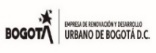 BOGOTÁ
EMPRESA DE RENOVACIÓN Y DESARROLLO
URBANO DE BOGOTÁ D.C.